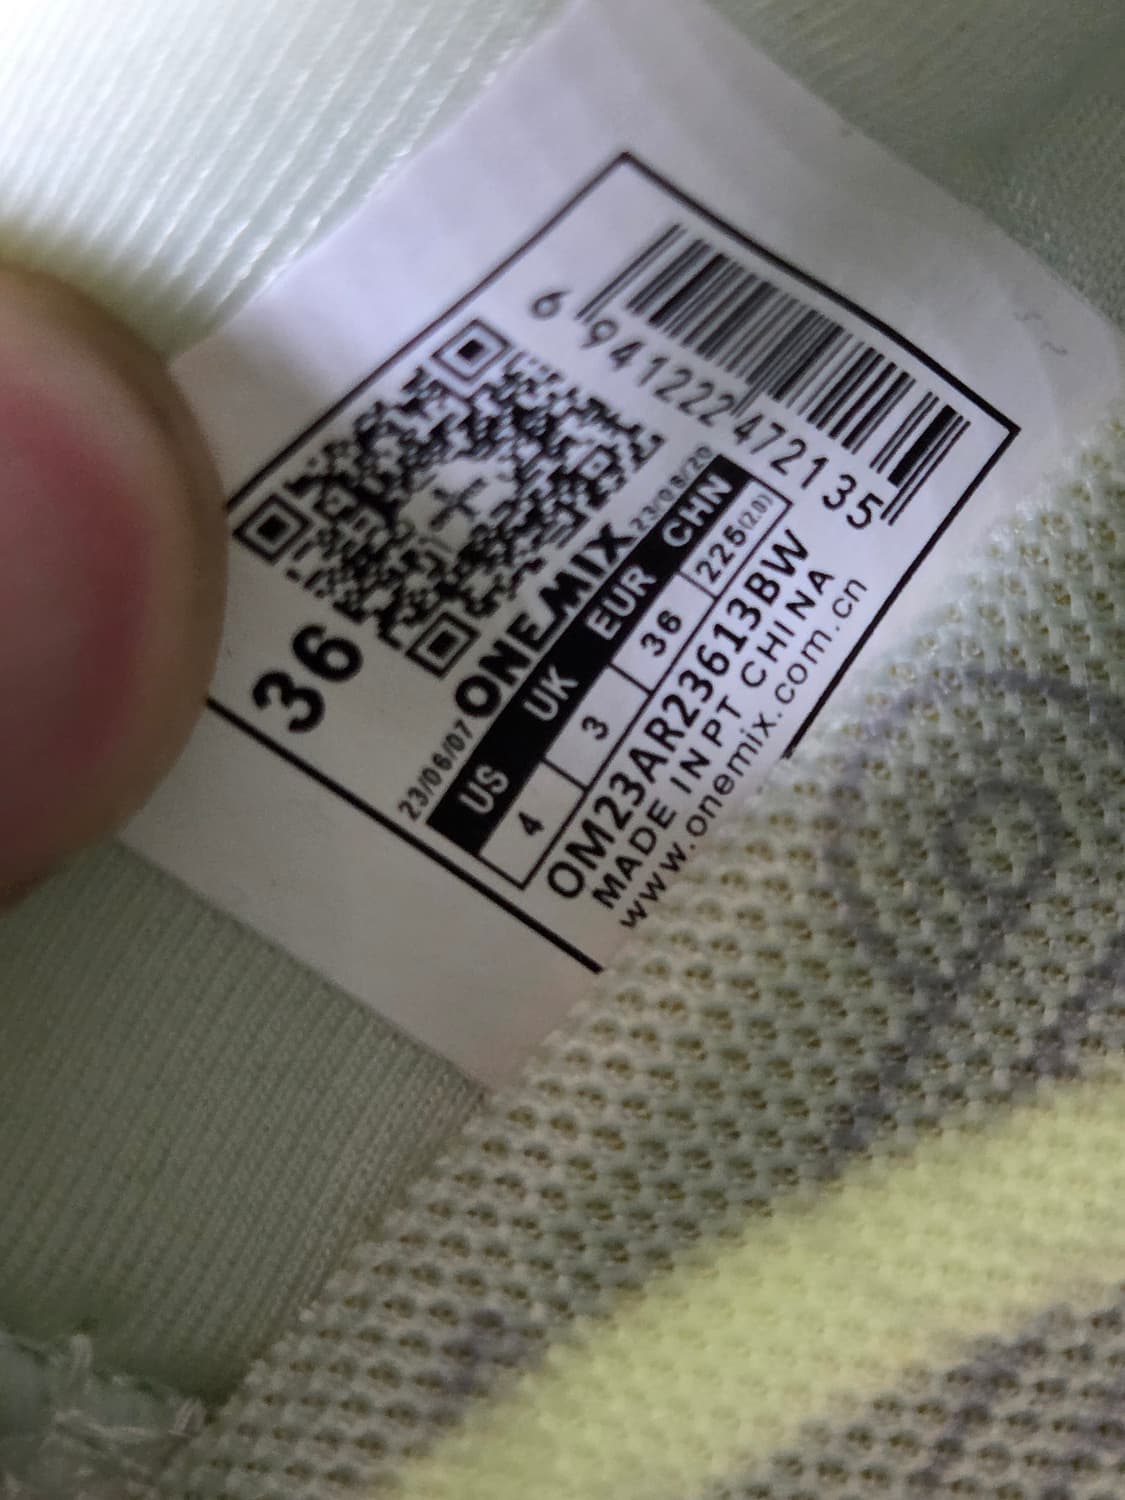 6 941222 472135
36
23/06/07 ONEMIX 23/08/20
US UK EUR CHN
4 3 36 225(2.0)
OM23AR23613BW
MADE IN PT CHINA
www.onemix.com.cn